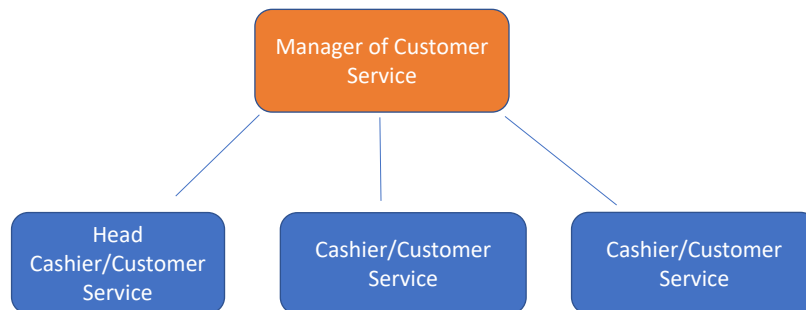 Manager of Customer
Service
Head
Cashier/Customer
Service
Cashier/Customer
Service
Cashier/Customer
Service